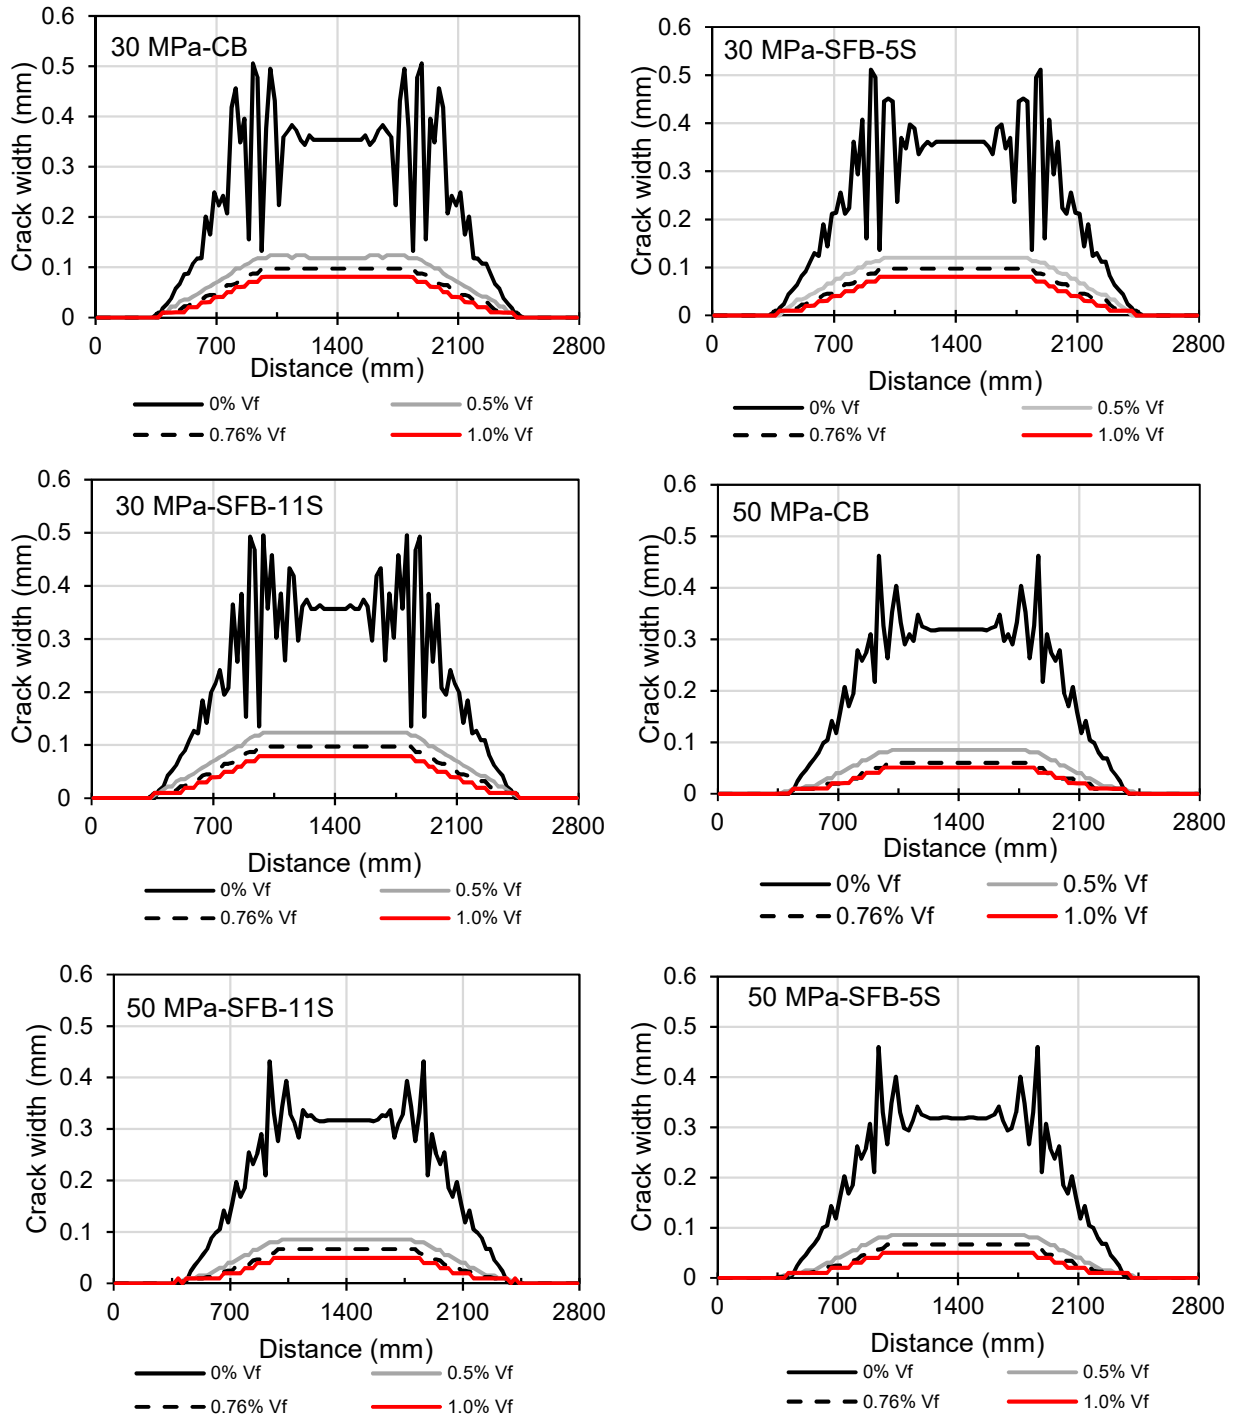 30 MPa-CB
Crack width (mm)
0.6
0.5
0.4
0.3
0.2
0.1
0
0 700 1400 2100 2800
Distance (mm)
0% Vf 0.5% Vf
0.76% Vf 1.0% Vf
30 MPa-SFB-5S
Crack width (mm)
0.6
0.5
0.4
0.3
0.2
0.1
0
0 700 1400 2100 2800
Distance (mm)
0% Vf 0.5% Vf
0.76% Vf 1.0% Vf
30 MPa-SFB-11S
Crack width (mm)
0.6
0.5
0.4
0.3
0.2
0.1
0
0 700 1400 2100 2800
Distance (mm)
0% Vf 0.5% Vf
0.76% Vf 1.0% Vf
50 MPa-CB
Crack width (mm)
0.6
0.5
0.4
0.3
0.2
0.1
0
0 700 1400 2100 2800
Distance (mm)
0% Vf 0.5% Vf
0.76% Vf 1.0% Vf
50 MPa-SFB-11S
Crack width (mm)
0.6
0.5
0.4
0.3
0.2
0.1
0
0 700 1400 2100 2800
Distance (mm)
0% Vf 0.5% Vf
0.76% Vf 1.0% Vf
50 MPa-SFB-5S
Crack width (mm)
0.6
0.5
0.4
0.3
0.2
0.1
0
0 700 1400 2100 2800
Distance (mm)
0% Vf 0.5% Vf
0.76% Vf 1.0% Vf